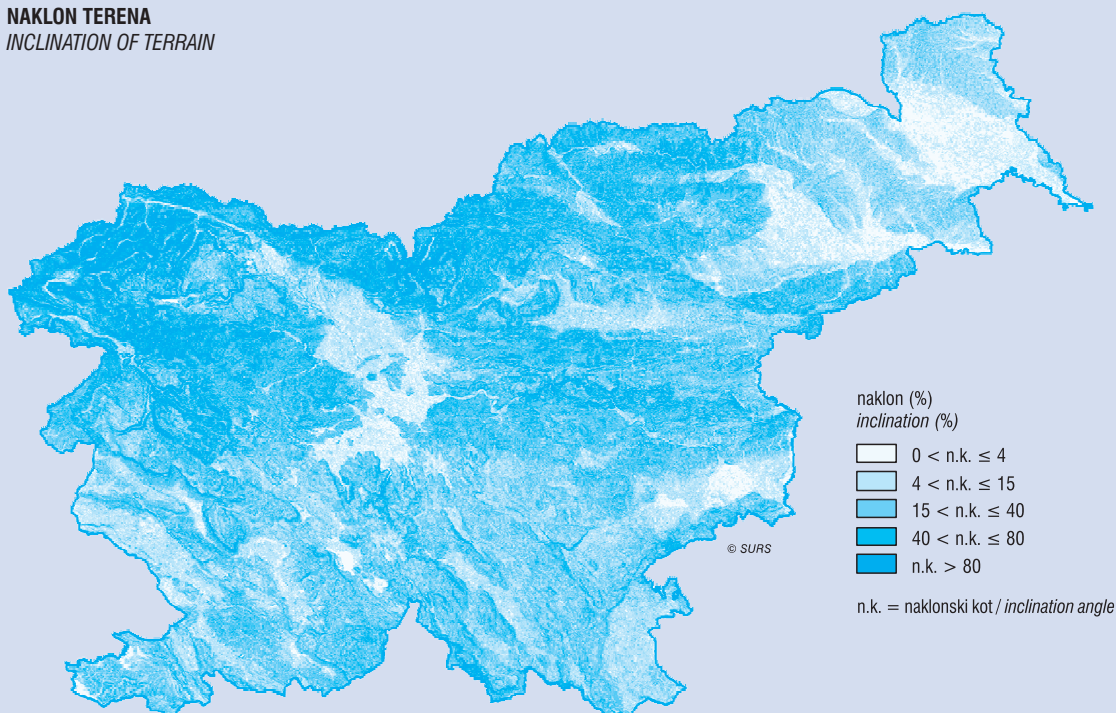 NAKLON TERENA
INCLINATION OF TERRAIN
naklon (%)
inclination (%)
0 < n.k. ≤ 4
4 < n.k. ≤ 15
15 < n.k. ≤ 40
40 < n.k. ≤ 80
n.k. > 80
© SURS
n.k. = naklonski kot / inclination angle